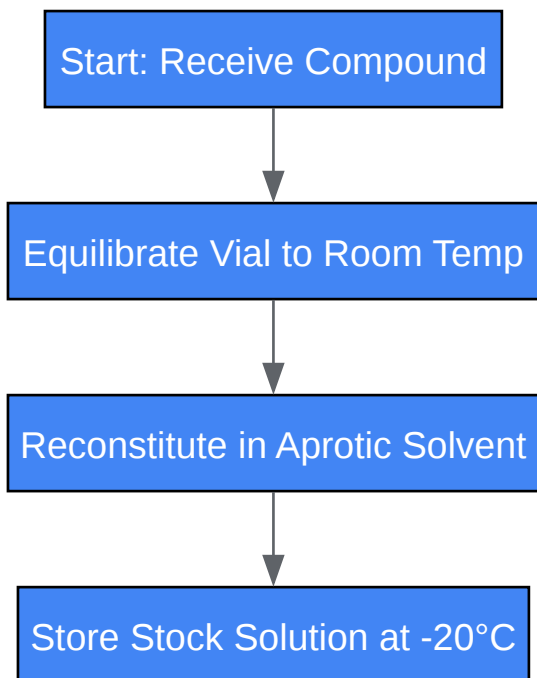 Start: Receive Compound
Equilibrate Vial to Room Temp
Reconstitute in Aprotic Solvent
Store Stock Solution at -20°C